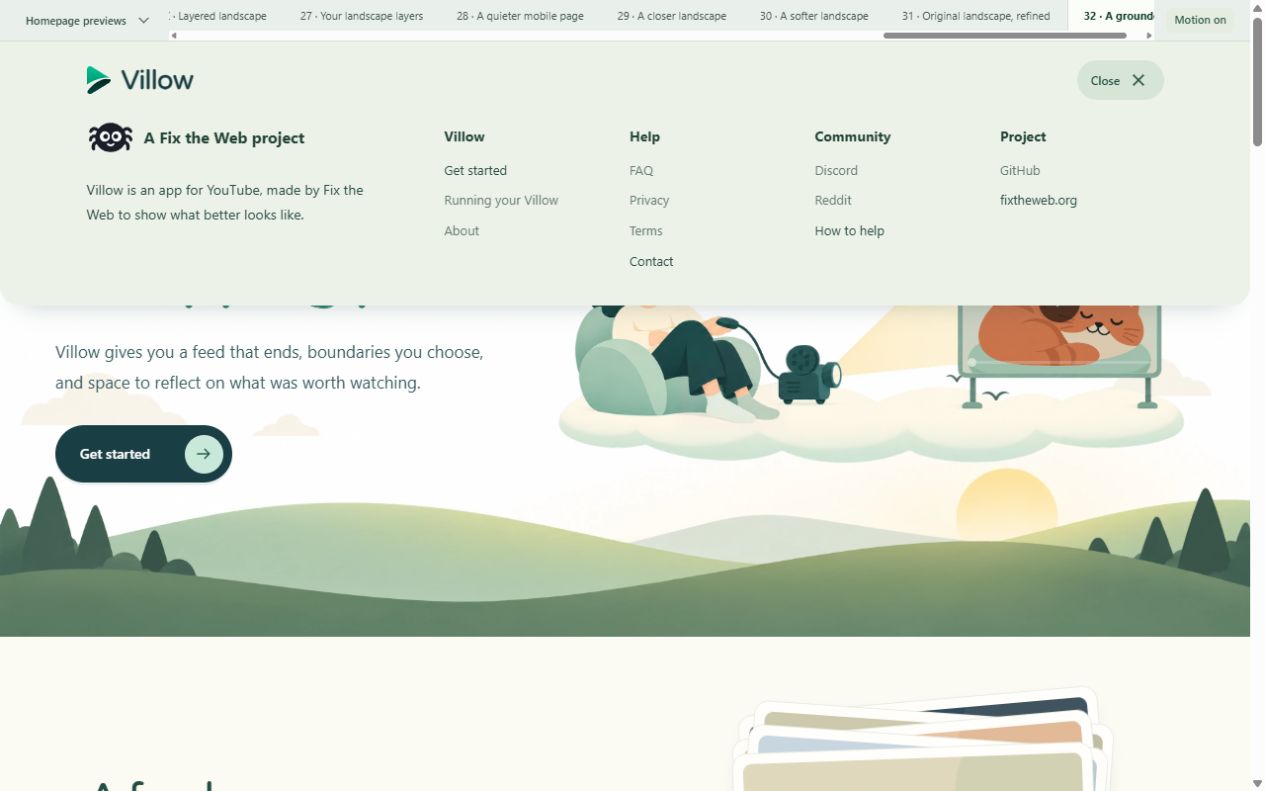 Homepage previews
· Layered landscape
27 · Your landscape layers
28 · A quieter mobile page
29 · A closer landscape
30 · A softer landscape
31 · Original landscape, refined
32 · A ground
Motion on
Villow
Close
A Fix the Web project
Villow is an app for YouTube, made by Fix the
Web to show what better looks like.
Villow
Get started
Running your Villow
About
Help
FAQ
Privacy
Terms
Contact
Community
Discord
Reddit
How to help
Project
GitHub
fixtheweb.org
Villow gives you a feed that ends, boundaries you choose,
and space to reflect on what was worth watching.
Get started